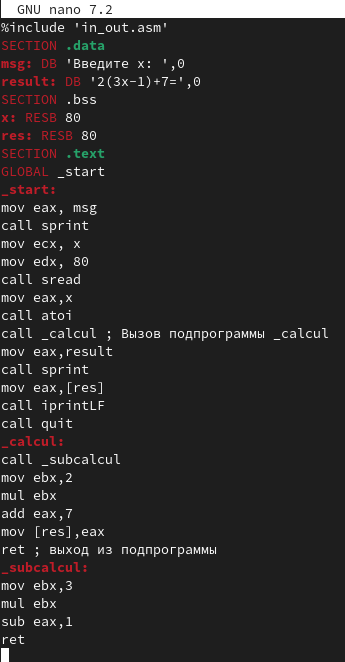 GNU nano 7.2
%include 'in_out.asm'
SECTION .data
msg: DB 'Введите x: ',0
result: DB '2(3x-1)+7=',0
SECTION .bss
x: RESB 80
res: RESB 80
SECTION .text
GLOBAL _start
_start:
mov eax, msg
call sprint
mov ecx, x
mov edx, 80
call sread
mov eax,x
call atoi
call _calcul ; Вызов подпрограммы _calcul
mov eax,result
call sprint
mov eax,[res]
call iprintLF
call quit
_calcul:
call _subcalcul
mov ebx,2
mul ebx
add eax,7
mov [res],eax
ret ; выход из подпрограммы
_subcalcul:
mov ebx,3
mul ebx
sub eax,1
ret